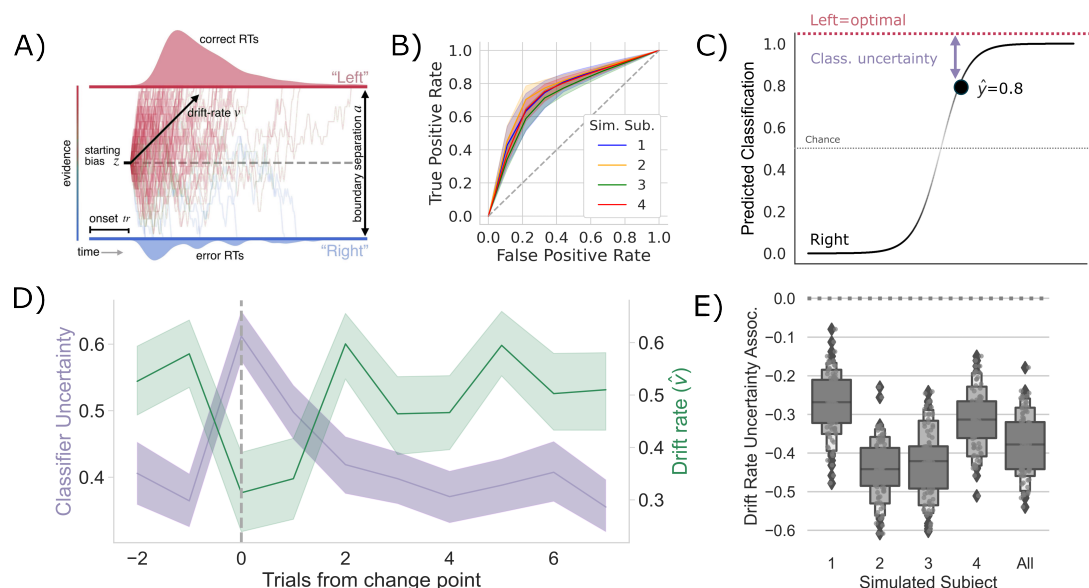 A)
correct RTs
"Left"
drift-rate v
starting
bias z
evidence
boundary separation a
onset tr
time
error RTs
"Right"
B)
True Positive Rate
1.0
0.8
0.6
0.4
0.2
0.0
Sim. Sub.
1
2
3
4
0.0 0.2 0.4 0.6 0.8 1.0
False Positive Rate
C)
Left=optimal
Class. uncertainty
ŷ=0.8
Chance
Right
Predicted Classification
1.0
0.8
0.6
0.4
0.2
0.0
D)
Classifier Uncertainty
0.6
0.5
0.4
Drift rate (v̂)
0.6
0.5
0.4
0.3
−2 0 2 4 6
Trials from change point
E)
Drift Rate Uncertainty Assoc.
0.0
−0.1
−0.2
−0.3
−0.4
−0.5
−0.6
1 2 3 4 All
Simulated Subject